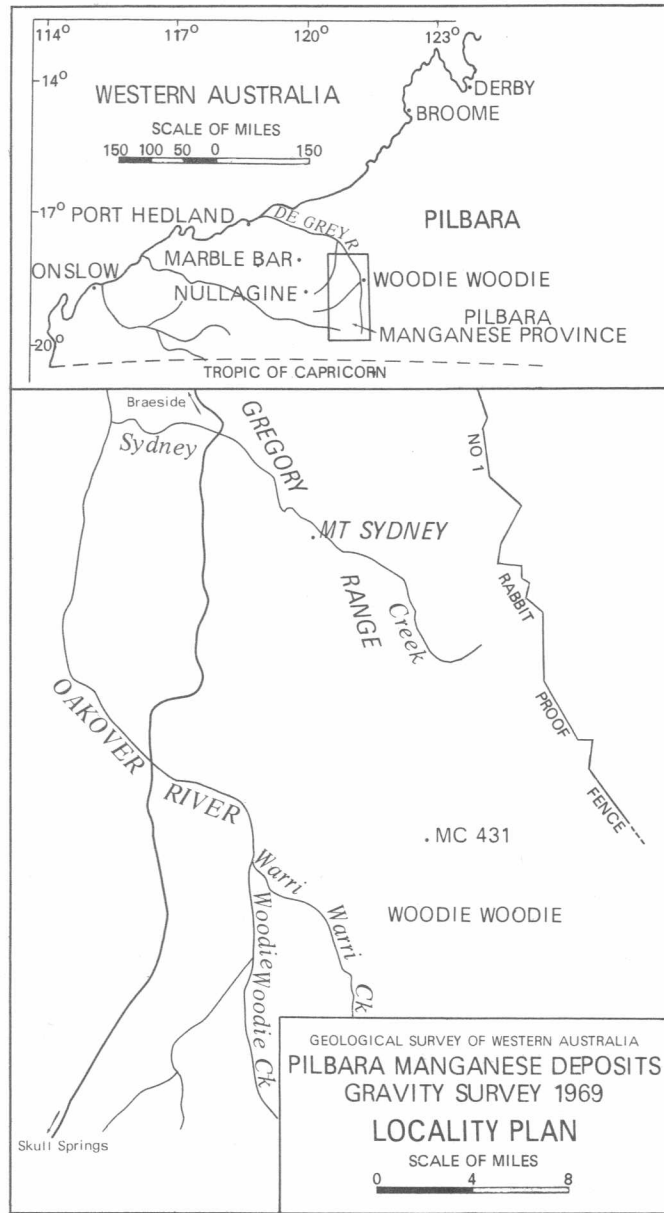 114° 117° 120° 123°
14°
WESTERN AUSTRALIA
DERBY
BROOME
SCALE OF MILES
150 100 50 0 150
17°
PORT HEDLAND
DE GREY R
PILBARA
MARBLE BAR
ONSLOW
WOODIE WOODIE
NULLAGINE
PILBARA
MANGANESE PROVINCE
20°
TROPIC OF CAPRICORN
Braeside
Sydney
GREGORY
NO 1
MT SYDNEY
RANGE
Creek
RABBIT
OAKOVER
PROOF
RIVER
FENCE
MC 431
Warri
Warri
Ck
WOODIE WOODIE
Woodie Woodie Ck
Skull Springs
GEOLOGICAL SURVEY OF WESTERN AUSTRALIA
PILBARA MANGANESE DEPOSITS
GRAVITY SURVEY 1969
LOCALITY PLAN
SCALE OF MILES
0 4 8